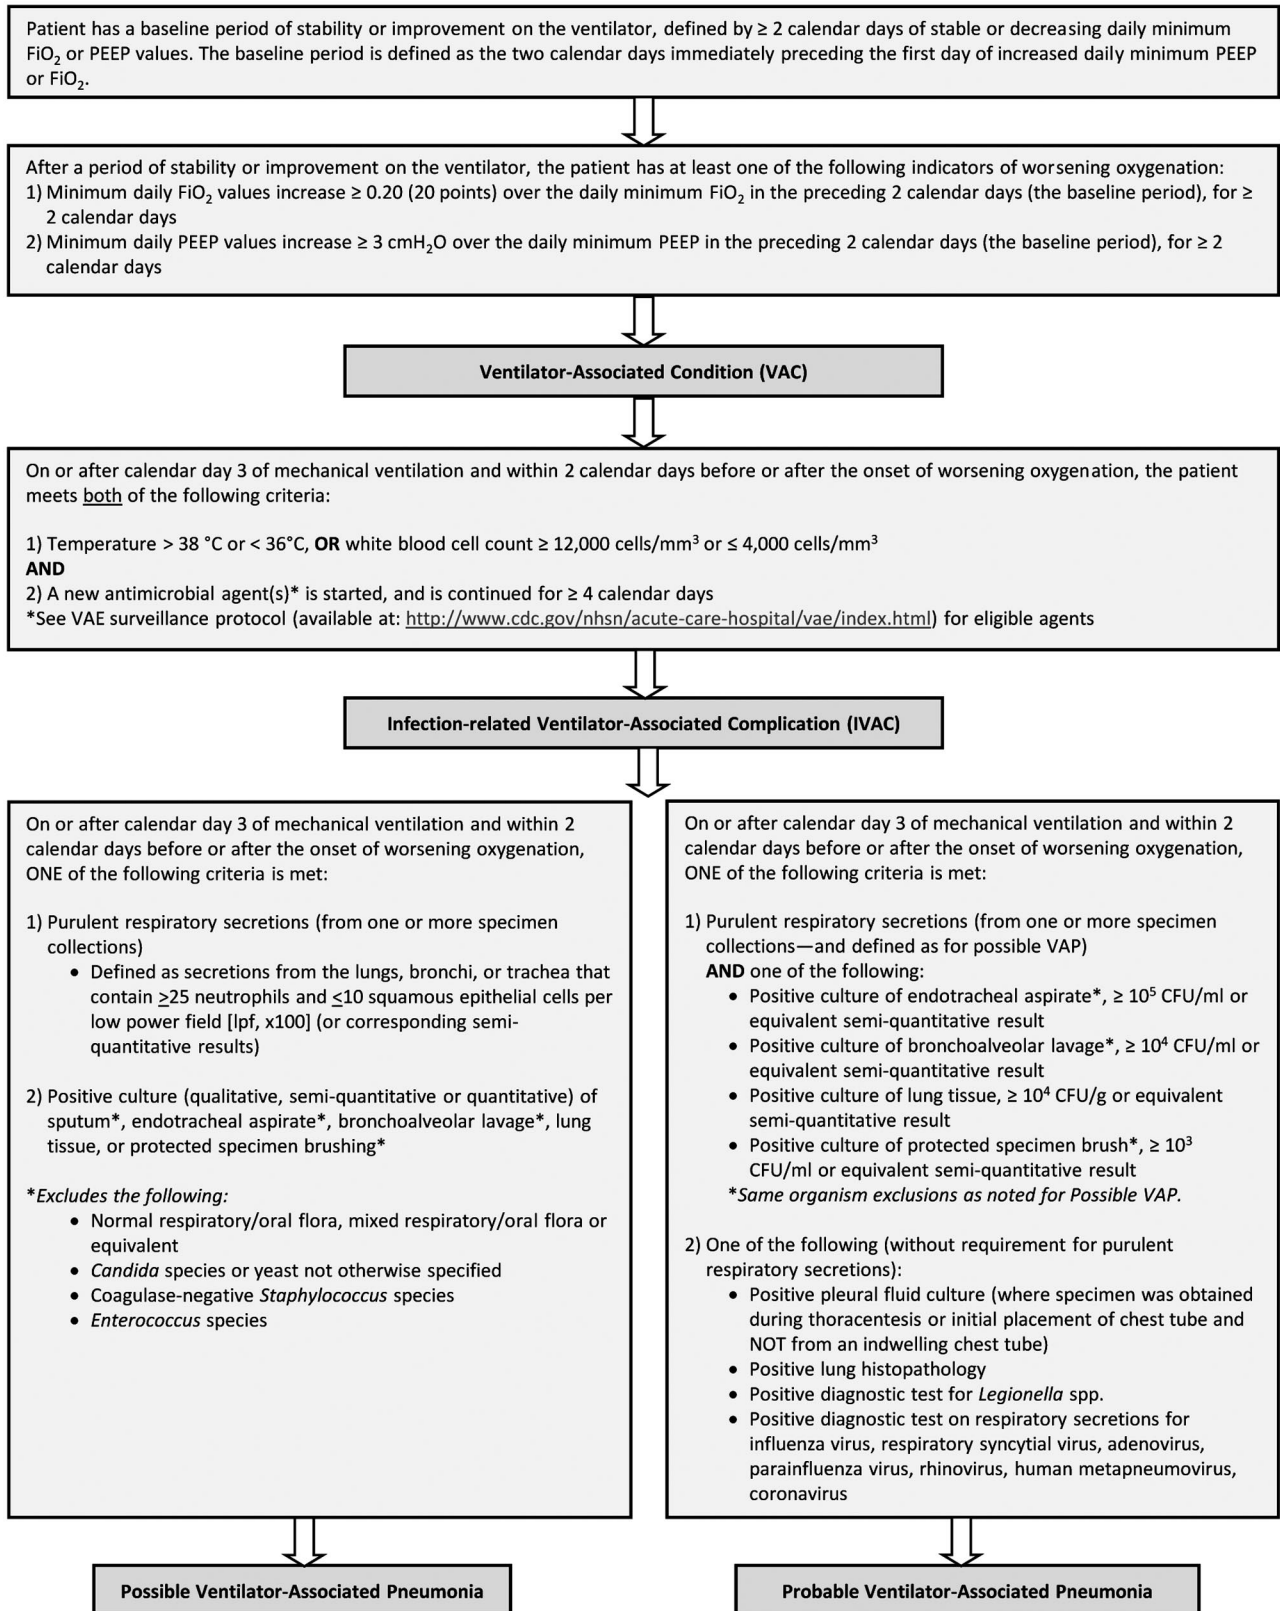 Patient has a baseline period of stability or improvement on the ventilator, defined by ≥ 2 calendar days of stable or decreasing daily minimum
FiO₂ or PEEP values. The baseline period is defined as the two calendar days immediately preceding the first day of increased daily minimum PEEP
or FiO₂.
After a period of stability or improvement on the ventilator, the patient has at least one of the following indicators of worsening oxygenation:
1) Minimum daily FiO₂ values increase ≥ 0.20 (20 points) over the daily minimum FiO₂ in the preceding 2 calendar days (the baseline period), for ≥
2 calendar days
2) Minimum daily PEEP values increase ≥ 3 cmH₂O over the daily minimum PEEP in the preceding 2 calendar days (the baseline period), for ≥ 2
calendar days
Ventilator-Associated Condition (VAC)
On or after calendar day 3 of mechanical ventilation and within 2 calendar days before or after the onset of worsening oxygenation, the patient
meets both of the following criteria:
1) Temperature > 38 °C or < 36°C, OR white blood cell count ≥ 12,000 cells/mm³ or ≤ 4,000 cells/mm³
AND
2) A new antimicrobial agent(s)* is started, and is continued for ≥ 4 calendar days
*See VAE surveillance protocol (available at: http://www.cdc.gov/nhsn/acute-care-hospital/vae/index.html) for eligible agents
Infection-related Ventilator-Associated Complication (IVAC)
On or after calendar day 3 of mechanical ventilation and within 2
calendar days before or after the onset of worsening oxygenation,
ONE of the following criteria is met:
1) Purulent respiratory secretions (from one or more specimen
collections)
• Defined as secretions from the lungs, bronchi, or trachea that
contain ≥25 neutrophils and ≤10 squamous epithelial cells per
low power field [lpf, x100] (or corresponding semi-
quantitative results)
2) Positive culture (qualitative, semi-quantitative or quantitative) of
sputum*, endotracheal aspirate*, bronchoalveolar lavage*, lung
tissue, or protected specimen brushing*
*Excludes the following:
• Normal respiratory/oral flora, mixed respiratory/oral flora or
equivalent
• Candida species or yeast not otherwise specified
• Coagulase-negative Staphylococcus species
• Enterococcus species
Possible Ventilator-Associated Pneumonia
On or after calendar day 3 of mechanical ventilation and within 2
calendar days before or after the onset of worsening oxygenation,
ONE of the following criteria is met:
1) Purulent respiratory secretions (from one or more specimen
collections—and defined as for possible VAP)
AND one of the following:
• Positive culture of endotracheal aspirate*, ≥ 10⁵ CFU/ml or
equivalent semi-quantitative result
• Positive culture of bronchoalveolar lavage*, ≥ 10⁴ CFU/ml or
equivalent semi-quantitative result
• Positive culture of lung tissue, ≥ 10⁴ CFU/g or equivalent
semi-quantitative result
• Positive culture of protected specimen brush*, ≥ 10³
CFU/ml or equivalent semi-quantitative result
*Same organism exclusions as noted for Possible VAP.
2) One of the following (without requirement for purulent
respiratory secretions):
• Positive pleural fluid culture (where specimen was obtained
during thoracentesis or initial placement of chest tube and
NOT from an indwelling chest tube)
• Positive lung histopathology
• Positive diagnostic test for Legionella spp.
• Positive diagnostic test on respiratory secretions for
influenza virus, respiratory syncytial virus, adenovirus,
parainfluenza virus, rhinovirus, human metapneumovirus,
coronavirus
Probable Ventilator-Associated Pneumonia